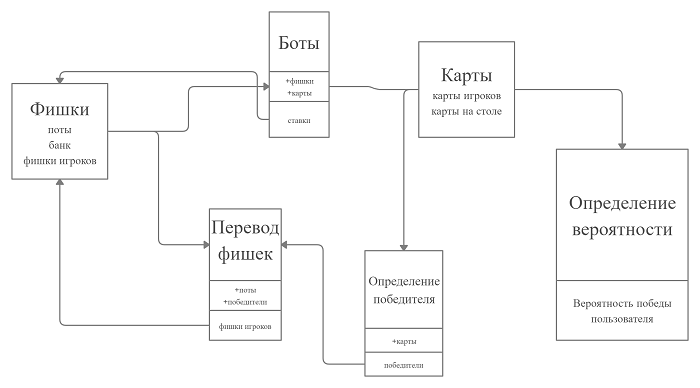 Боты
+фишки
+карты
ставки
Карты
карты игроков
карты на столе
Фишки
поты
банк
фишки игроков
Определение
вероятности
Вероятность победы
пользователя
Перевод
фишек
+поты
+победители
фишки игроков
Определение
победителя
+карты
победители